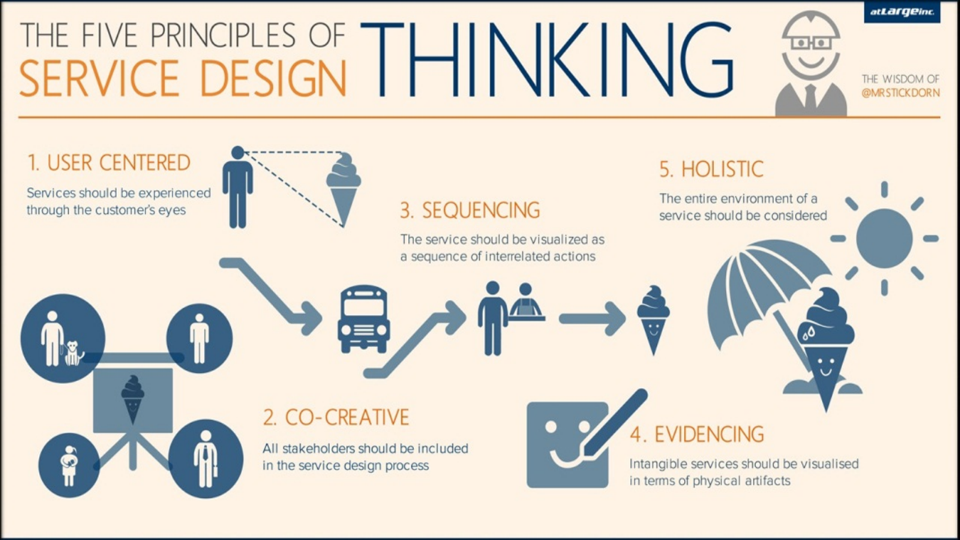 THE FIVE PRINCIPLES OF
SERVICE DESIGN
THINKING
atLargeinc.
THE WISDOM OF
@MRSTICKDORN
1. USER CENTERED
Services should be experienced
through the customer's eyes
2. CO-CREATIVE
All stakeholders should be included
in the service design process
3. SEQUENCING
The service should be visualized as
a sequence of interrelated actions
4. EVIDENCING
Intangible services should be visualised
in terms of physical artifacts
5. HOLISTIC
The entire environment of a
service should be considered